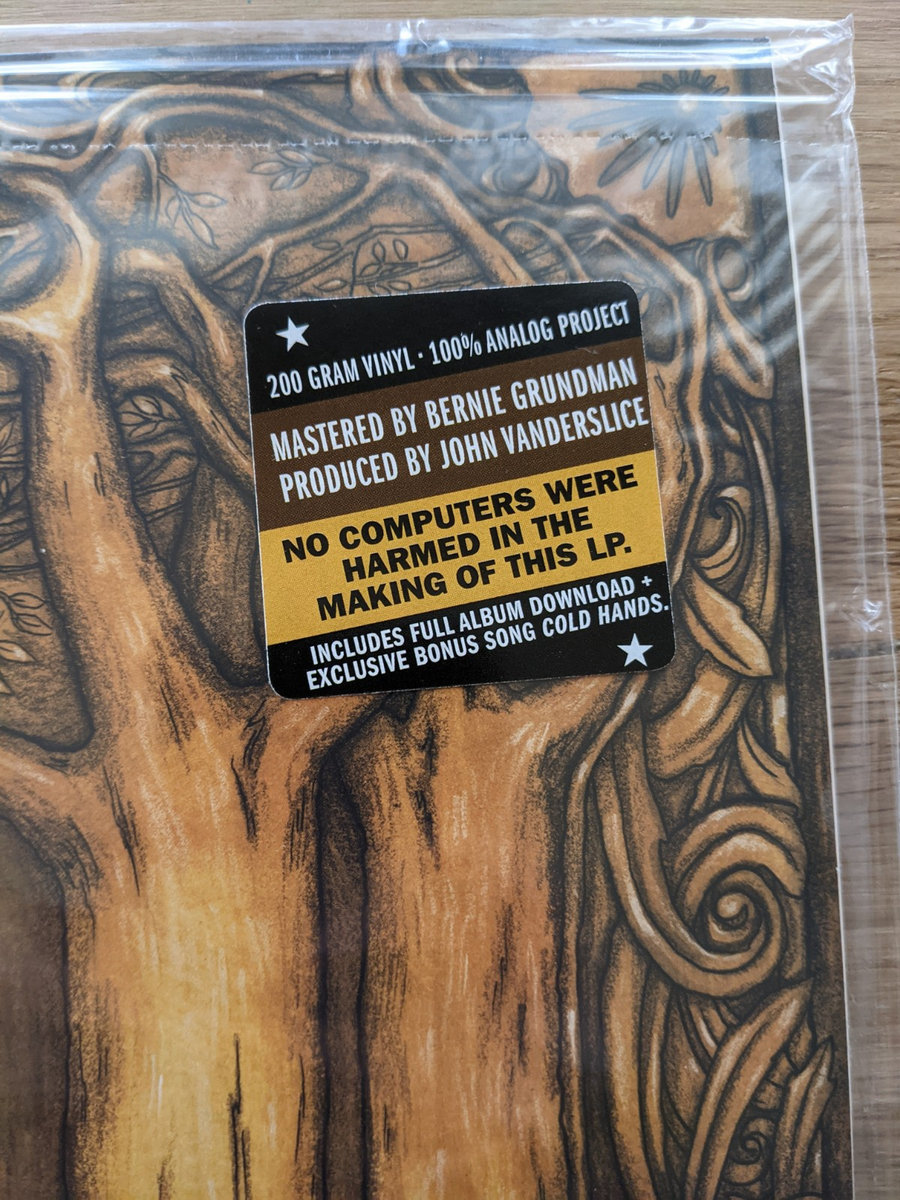 200 GRAM VINYL · 100% ANALOG PROJECT
MASTERED BY BERNIE GRUNDMAN
PRODUCED BY JOHN VANDERSLICE
NO COMPUTERS WERE
HARMED IN THE
MAKING OF THIS LP.
INCLUDES FULL ALBUM DOWNLOAD +
EXCLUSIVE BONUS SONG COLD HANDS.